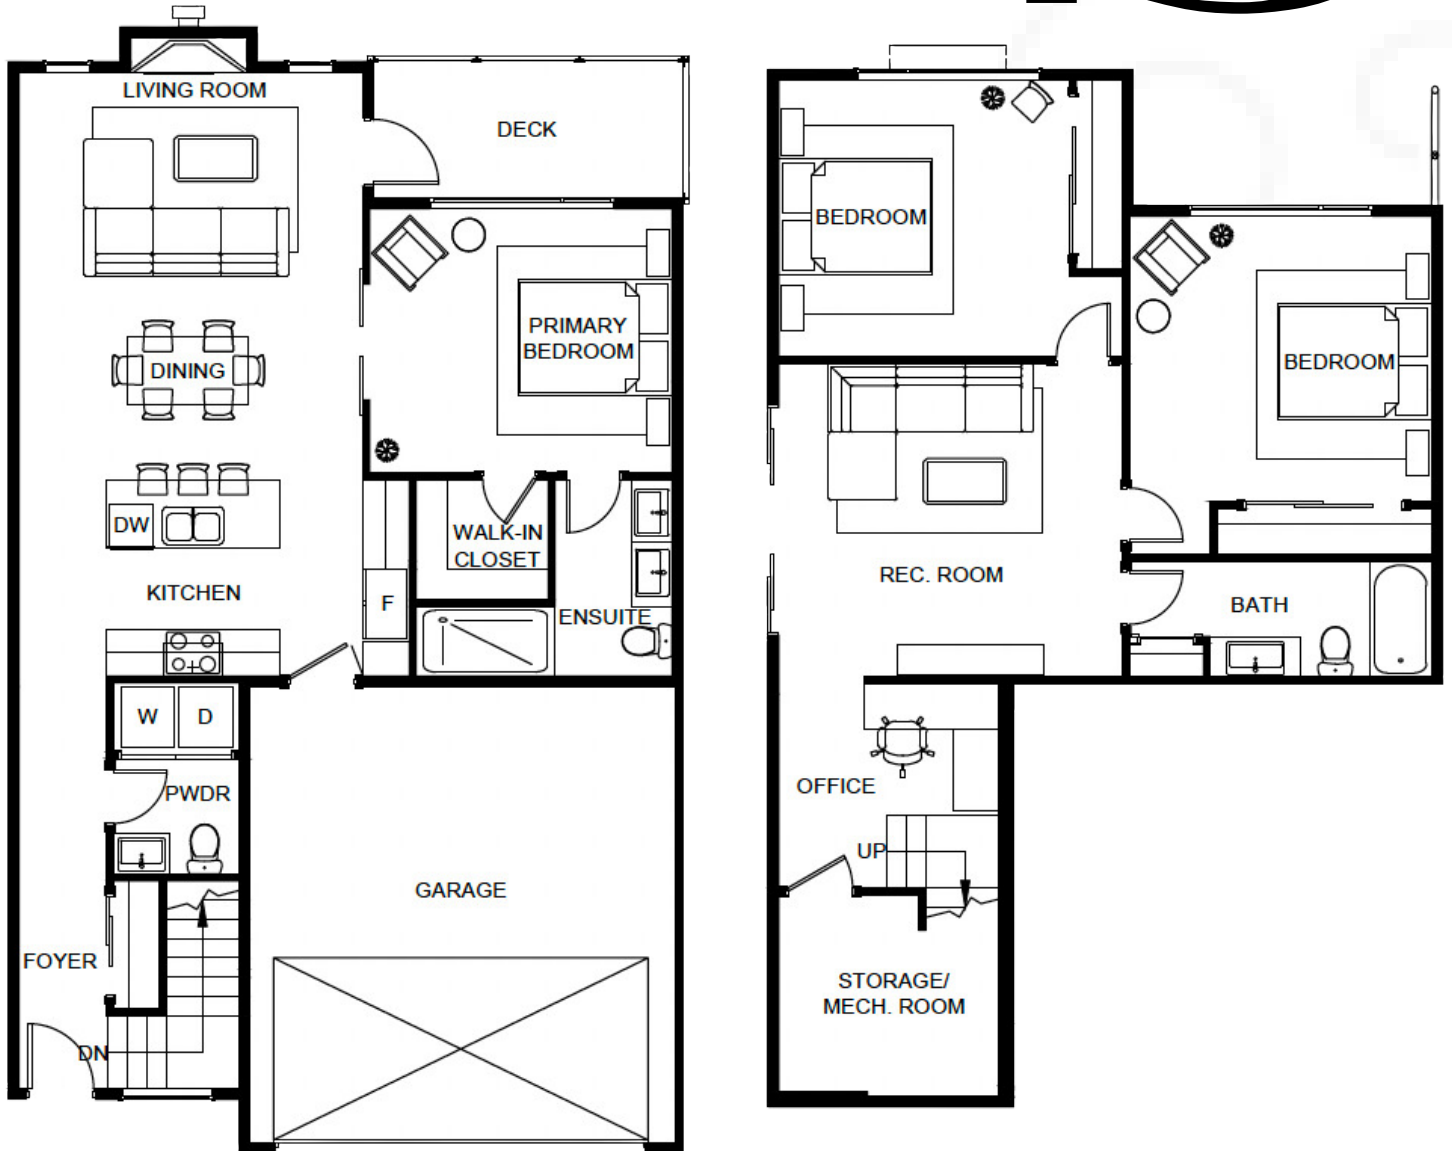 LIVING ROOM
DECK
PRIMARY
BEDROOM
DINING
DW
WALK-IN
CLOSET
KITCHEN
F
ENSUITE
W
D
PWDR
GARAGE
FOYER
DN
BEDROOM
BEDROOM
REC. ROOM
BATH
OFFICE
UP
STORAGE/
MECH. ROOM